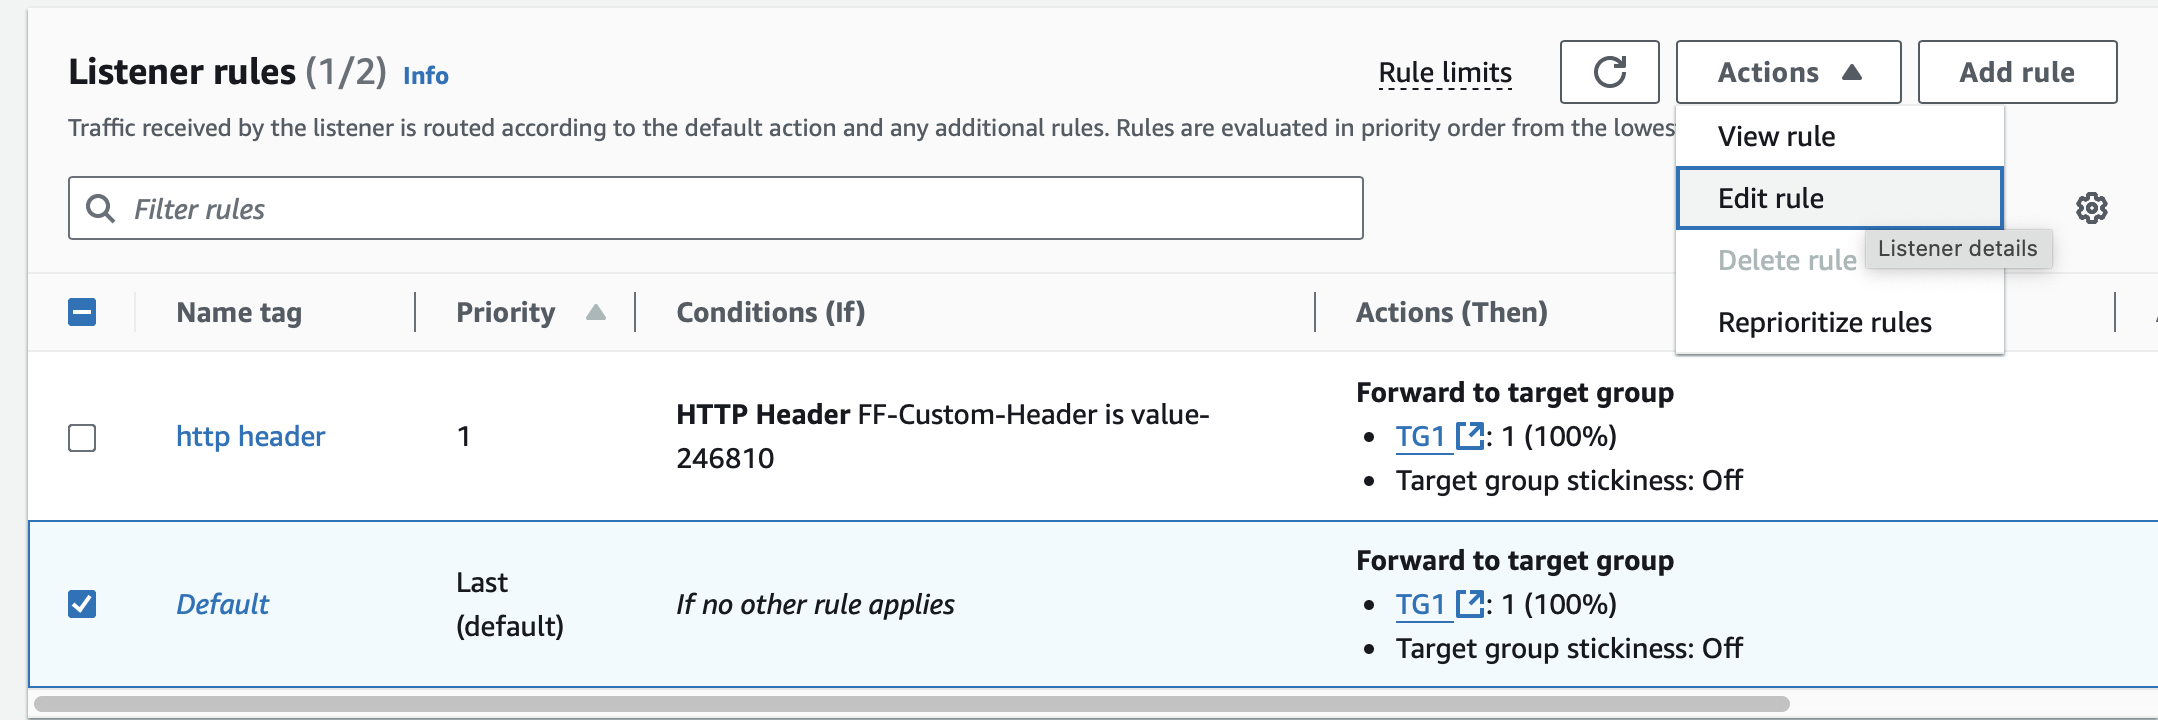 Listener rules (1/2) Info
Rule limits
Actions
Add rule
Traffic received by the listener is routed according to the default action and any additional rules. Rules are evaluated in priority order from the
View rule
Edit rule
Listener details
Delete rule
Reprioritize rules
Filter rules
Name tag
Priority
Conditions (If)
Actions (Then)
http header
1
HTTP Header FF-Custom-Header is value-
246810
Forward to target group
• TG1 : 1 (100%)
• Target group stickiness: Off
Default
Last
(default)
If no other rule applies
Forward to target group
• TG1 : 1 (100%)
• Target group stickiness: Off